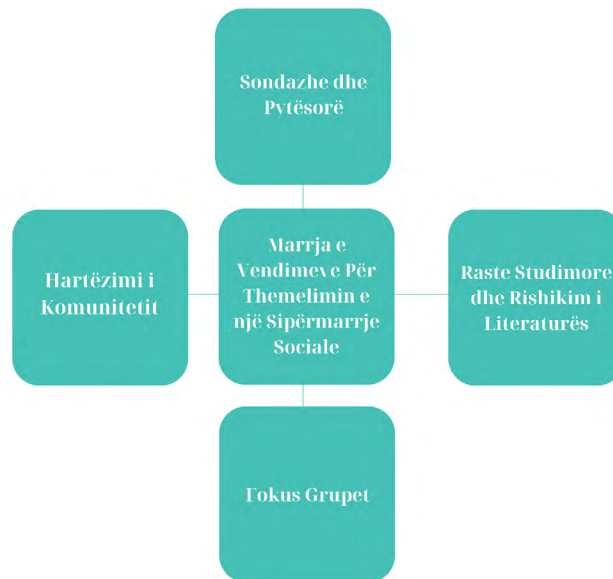 Sondazhe dhe
Pytësorë
Hartëzimi i
Komunitetit
Marrja e
Vendimeve Për
Themelimin e
një Sipërmarrje
Sociale
Raste Studimore
dhe Rishikim i
Literaturës
Fokus Grupet